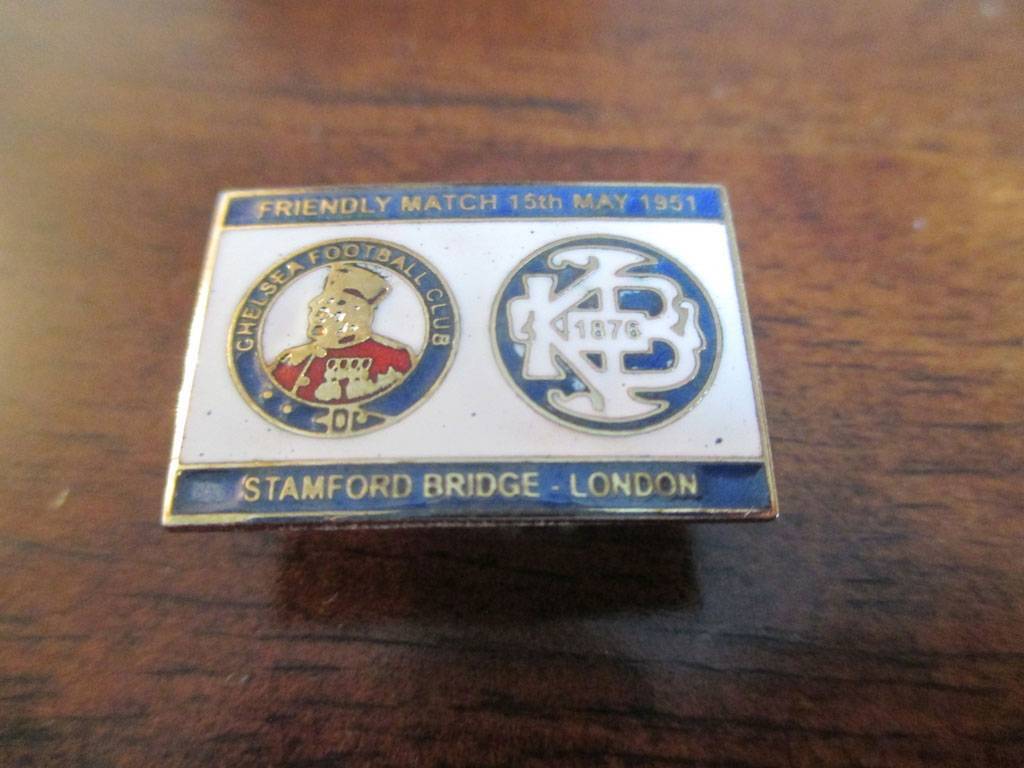 FRIENDLY MATCH 15th MAY 1951
CHELSEA FOOTBALL CLUB
KB
1876
STAMFORD BRIDGE - LONDON